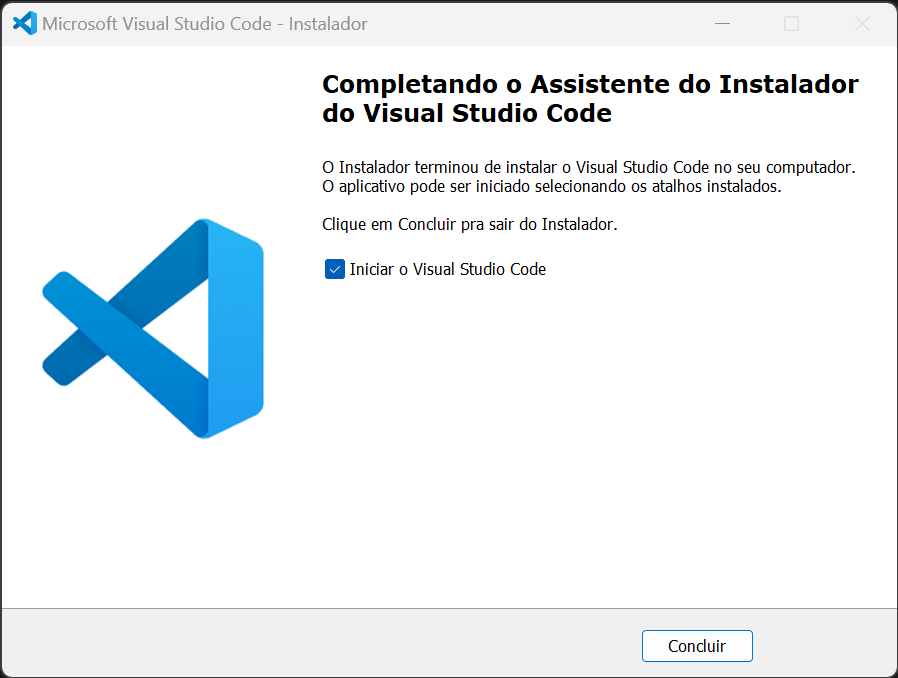 Microsoft Visual Studio Code - Instalador
Completando o Assistente do Instalador
do Visual Studio Code
O Instalador terminou de instalar o Visual Studio Code no seu computador.
O aplicativo pode ser iniciado selecionando os atalhos instalados.
Clique em Concluir pra sair do Instalador.
Iniciar o Visual Studio Code
Concluir